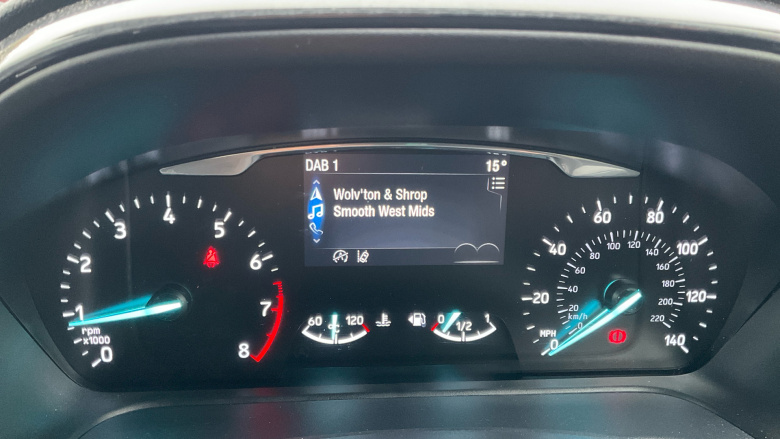 DAB 1 15°
Wolv'ton & Shrop
Smooth West Mids
0 1 2 3 4 5 6 7 8
rpm
x1000
60 °C 120
0 1/2 1
0 20 40 60 80 100 120 140
MPH
km/h
0 20 40 60 80 100 120 140 160 180 200 220